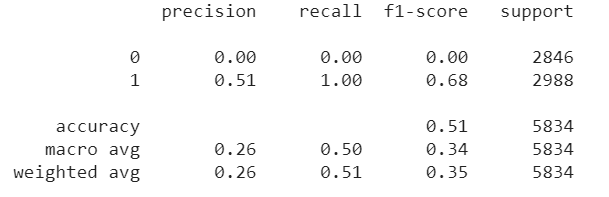 precision recall f1-score support
0 0.00 0.00 0.00 2846
1 0.51 1.00 0.68 2988
accuracy 0.51 5834
macro avg 0.26 0.50 0.34 5834
weighted avg 0.26 0.51 0.35 5834